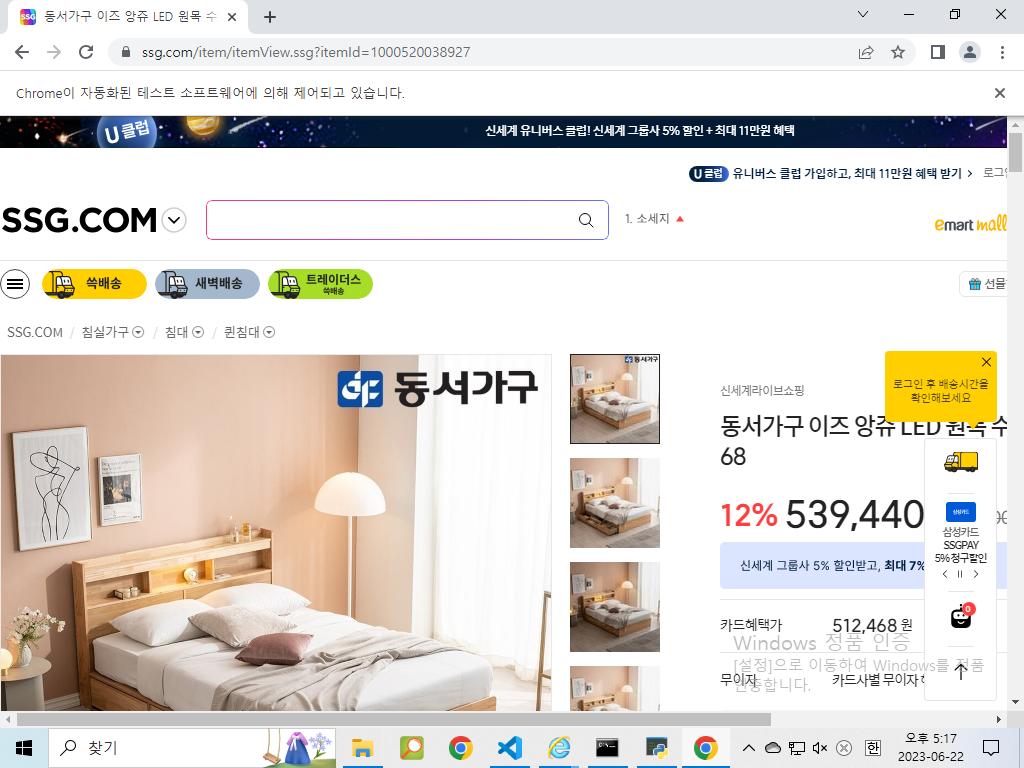 동서가구 이즈 앙쥬 LED 원목 수
ssg.com/item/itemView.ssg?itemId=1000520038927
Chrome이 자동화된 테스트 소프트웨어에 의해 제어되고 있습니다.
U 클럽
신세계 유니버스 클럽! 신세계 그룹사 5% 할인 + 최대 11만원 혜택
U 클럽 유니버스 클럽 가입하고, 최대 11만원 혜택 받기 > 로그인
SSG.COM
1. 소세지
emart mall
쓱배송
새벽배송
트레이더스
쓱배송
선물
SSG.COM / 침실가구 / 침대 / 퀸침대
동서가구
동서가구
로그인 후 배송시간을
확인해보세요
신세계라이브쇼핑
동서가구 이즈 앙쥬 LED 원목 수
68
12% 539,440
삼성카드
삼성카드
SSGPAY
5% 청구할인
신세계 그룹사 5% 할인받고, 최대 7%
0
카드혜택가 512,468 원
Windows 정품 인증
[설정]으로 이동하여 Windows를 정품
인증합니다.
무이자 카드사별 무이자
찾기
한
오후 5:17
2023-06-22